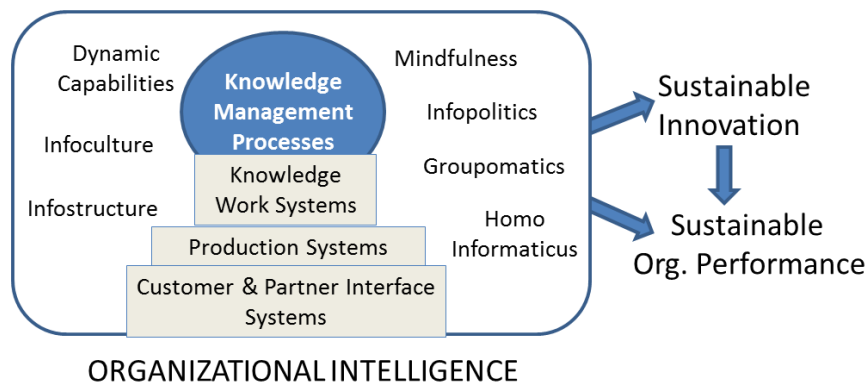 Dynamic
Capabilities
Infoculture
Infostructure
Knowledge
Management
Processes
Knowledge
Work Systems
Production Systems
Customer & Partner Interface
Systems
Mindfulness
Infopolitics
Groupomatics
Homo
Informaticus
Sustainable
Innovation
Sustainable
Org. Performance
ORGANIZATIONAL INTELLIGENCE